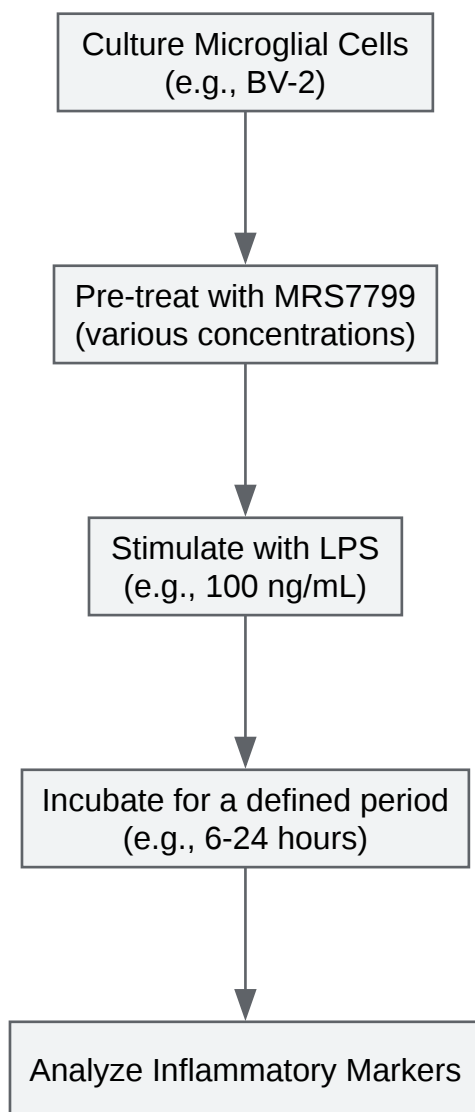 Culture Microglial Cells
(e.g., BV-2)
Pre-treat with MRS7799
(various concentrations)
Stimulate with LPS
(e.g., 100 ng/mL)
Incubate for a defined period
(e.g., 6-24 hours)
Analyze Inflammatory Markers